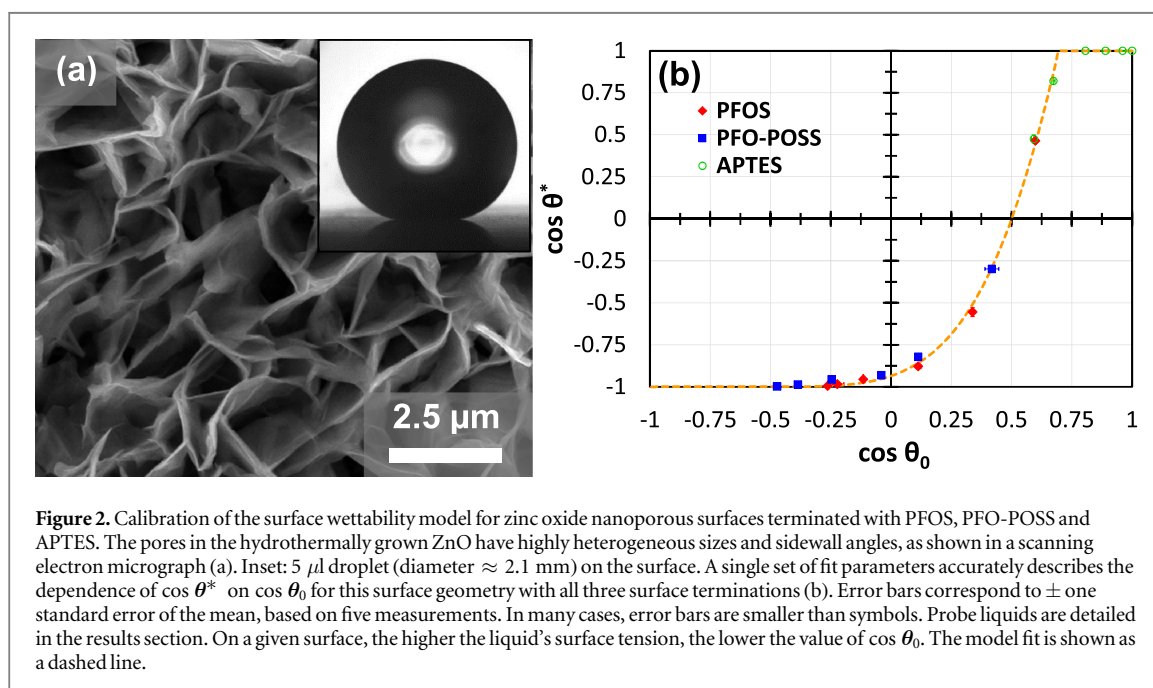 (a)
2.5 μm
(b)
PFOS
PFO-POSS
APTES
1
0.75
0.5
0.25
0
-0.25
-0.5
-0.75
-1
cos θ*
-1 -0.75 -0.5 -0.25 0 0.25 0.5 0.75 1
cos θ0
Figure 2. Calibration of the surface wettability model for zinc oxide nanoporous surfaces terminated with PFOS, PFO-POSS and
APTES. The pores in the hydrothermally grown ZnO have highly heterogeneous sizes and sidewall angles, as shown in a scanning
electron micrograph (a). Inset: 5 μl droplet (diameter ≈ 2.1 mm) on the surface. A single set of fit parameters accurately describes the
dependence of cos θ* on cos θ0 for this surface geometry with all three surface terminations (b). Error bars correspond to ± one
standard error of the mean, based on five measurements. In many cases, error bars are smaller than symbols. Probe liquids are detailed
in the results section. On a given surface, the higher the liquid's surface tension, the lower the value of cos θ0. The model fit is shown as
a dashed line.